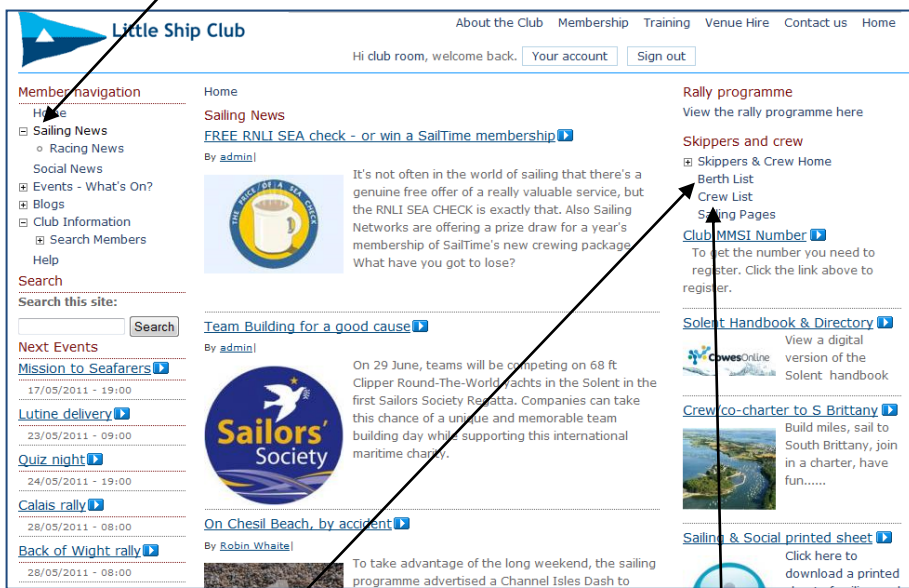 Little Ship Club
About the Club Membership Training Venue Hire Contact us Home
Hi club room, welcome back. Your account Sign out
Member navigation
Home
Sailing News
Racing News
Social News
Events - What's On?
Blogs
Club Information
Search Members
Help
Search
Search this site:
Search
Next Events
Mission to Seafarers
17/05/2011 - 19:00
Lutine delivery
23/05/2011 - 09:00
Quiz night
24/05/2011 - 19:00
Calais rally
28/05/2011 - 08:00
Back of Wight rally
28/05/2011 - 08:00
Home
Sailing News
FREE RNLI SEA check - or win a SailTime membership
By admin|
THE PRICE OF A SEA CHECK
It's not often in the world of sailing that there's a
genuine free offer of a really valuable service, but
the RNLI SEA CHECK is exactly that. Also Sailing
Networks are offering a prize draw for a year's
membership of SailTime's new crewing package.
What have you got to lose?
Team Building for a good cause
By admin|
Sailors'
Society
On 29 June, teams will be competing on 68 ft
Clipper Round-The-World yachts in the Solent in the
first Sailors Society Regatta. Companies can take
this chance of a unique and memorable team
building day while supporting this international
maritime charity.
On Chesil Beach, by accident
By Robin Whaite|
To take advantage of the long weekend, the sailing
programme advertised a Channel Isles Dash to
Rally programme
View the rally programme here
Skippers and crew
Skippers & Crew Home
Berth List
Crew List
Sailing Pages
Club MMSI Number
To get the number you need to
register. Click the link above to
register.
Solent Handbook & Directory
CowesOnline
View a digital
version of the
Solent handbook
Crew/co-charter to S Brittany
Build miles, sail to
South Brittany, join
in a charter, have
fun......
Sailing & Social printed sheet
Click here to
download a printed